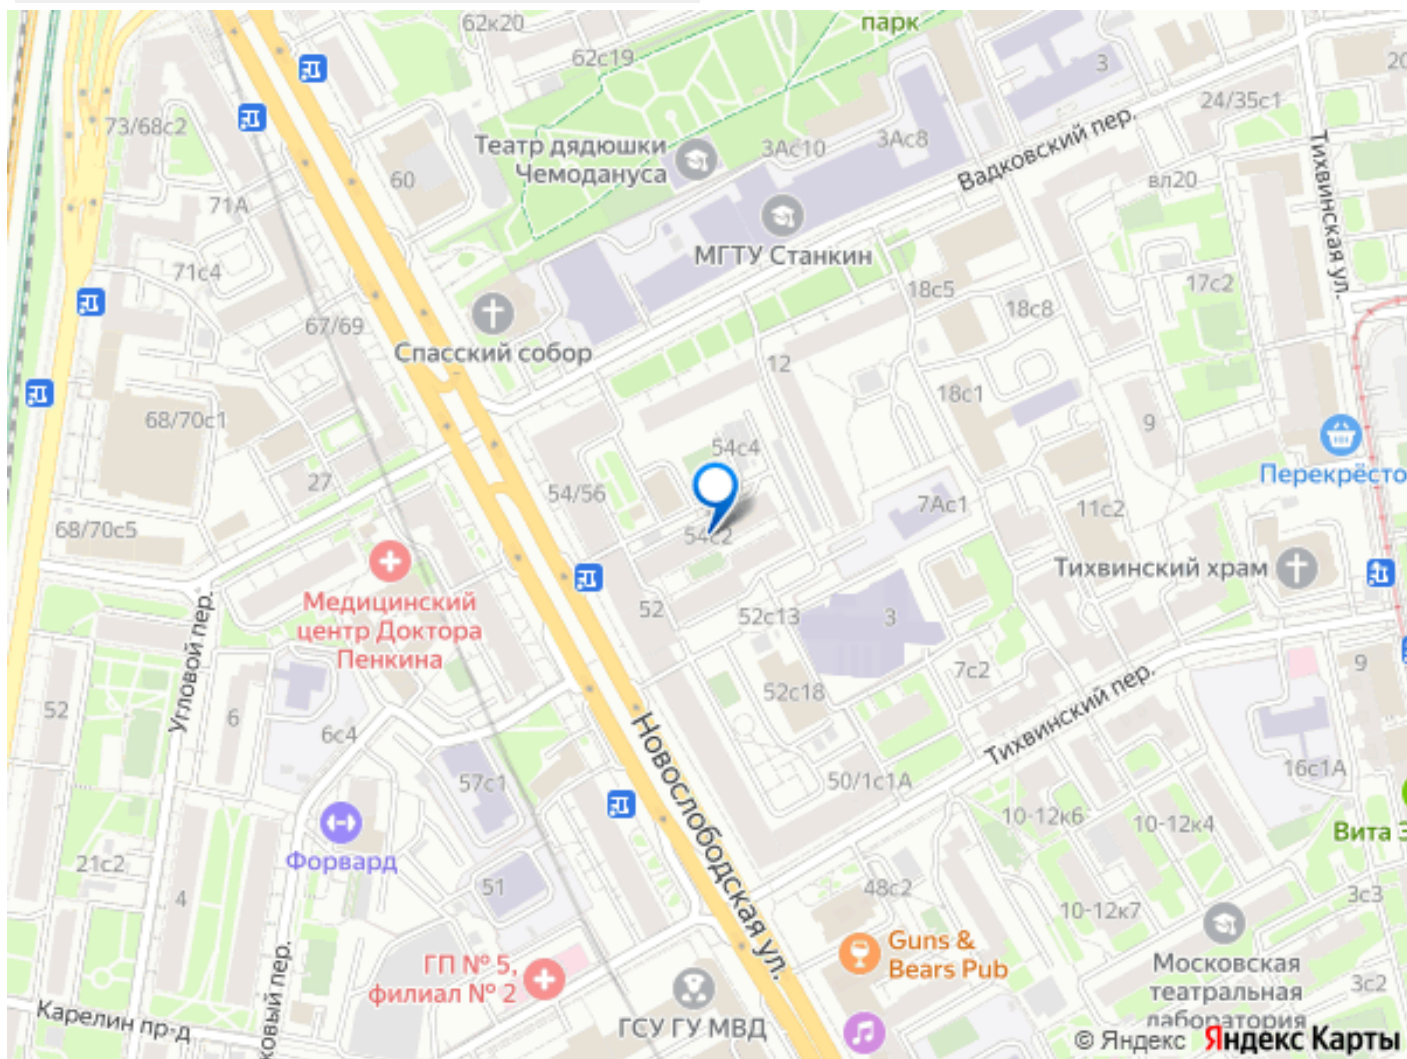 62к20
парк
62с19
3
20
24/35с1
73/68с2
Театр дядюшки
Чемодануса
3Ас10
3Ас8
Вадковский пер.
Тихвинская ул.
60
вл20
71А
МГТУ Станкин
71с4
18с5
17с2
18с8
67/69
Спасский собор
12
18с1
68/70с1
9
54с4
Перекрёсто
27
54/56
7Ас1
11с2
68/70с5
54с2
Тихвинский храм
Медицинский
центр Доктора
Пенкина
52
52с13
3
Угловой пер.
7с2
9
52с18
52
6
6с4
Новослободская ул.
Тихвинский пер.
57с1
50/1с1А
16с1А
10-12к6
10-12к4
Форвард
Вита Э
21с2
4
51
48с2
3с3
10-12к7
Guns &
Bears Pub
ГП № 5,
филиал № 2
Московская
театральная
лаборатория
3с2
ковый пер.
Карелин пр-д
ГСУ ГУ МВД
© Яндекс Яндекс Карты